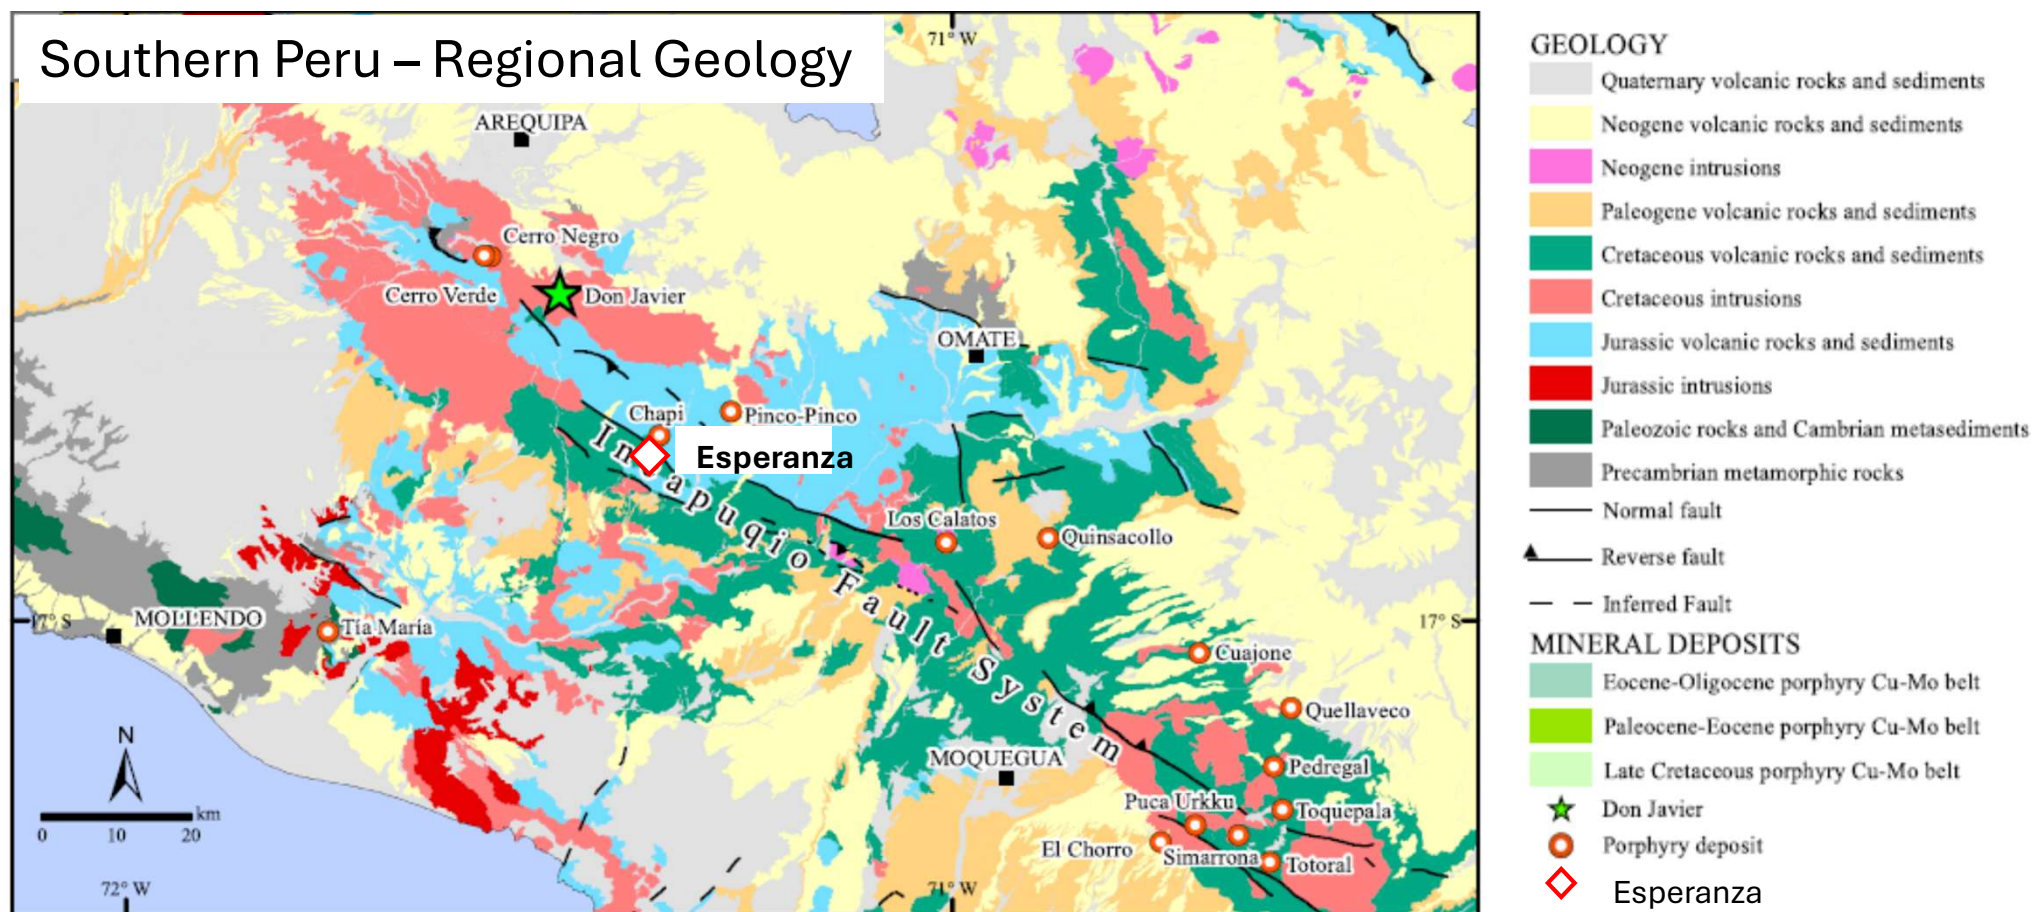 Southern Peru – Regional Geology
71° W
AREQUIPA
Cerro Negro
Cerro Verde
Don Javier
OMATE
Chapi
Pinco-Pinco
Esperanza
Incapuqio Fault System
Los Calatos
Quinsacollo
17° S
MOLLENDO
Tía María
17° S
Cuajone
Quellaveco
MOQUEGUA
Pedregal
Puca Urkku
Toquepala
El Chorro
Simarrona
Totoral
N
km
0 10 20
72° W
71° W
GEOLOGY
Quaternary volcanic rocks and sediments
Neogene volcanic rocks and sediments
Neogene intrusions
Paleogene volcanic rocks and sediments
Cretaceous volcanic rocks and sediments
Cretaceous intrusions
Jurassic volcanic rocks and sediments
Jurassic intrusions
Paleozoic rocks and Cambrian metasediments
Precambrian metamorphic rocks
Normal fault
Reverse fault
Inferred Fault
MINERAL DEPOSITS
Eocene-Oligocene porphyry Cu-Mo belt
Paleocene-Eocene porphyry Cu-Mo belt
Late Cretaceous porphyry Cu-Mo belt
Don Javier
Porphyry deposit
Esperanza